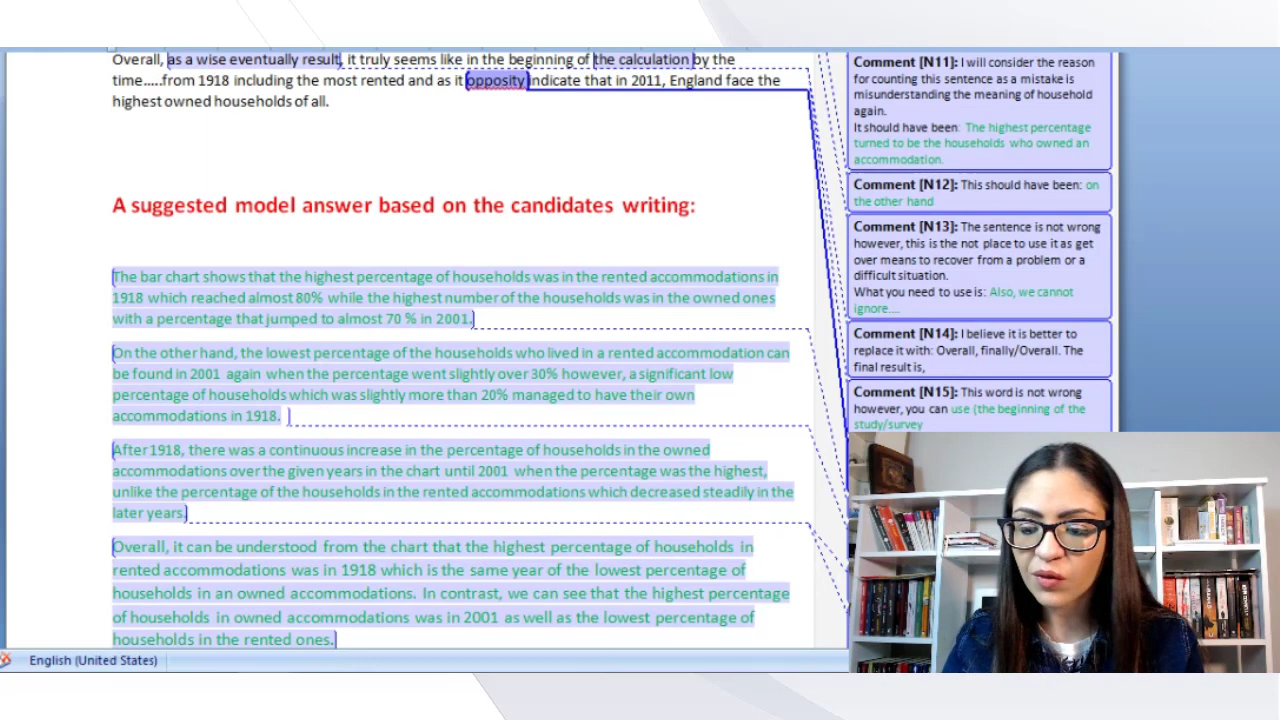 Overall, as a wise eventually result, it truly seems like in the beginning of the calculation by the
time.....from 1918 including the most rented and as it opposity indicate that in 2011, England face the
highest owned households of all.
A suggested model answer based on the candidates writing:
The bar chart shows that the highest percentage of households was in the rented accommodations in
1918 which reached almost 80% while the highest number of the households was in the owned ones
with a percentage that jumped to almost 70 % in 2001.
On the other hand, the lowest percentage of the households who lived in a rented accommodation can
be found in 2001 again when the percentage went slightly over 30% however, a significant low
percentage of households which was slightly more than 20% managed to have their own
accommodations in 1918.
After 1918, there was a continuous increase in the percentage of households in the owned
accommodations over the given years in the chart until 2001 when the percentage was the highest,
unlike the percentage of the households in the rented accommodations which decreased steadily in the
later years.
Overall, it can be understood from the chart that the highest percentage of households in
rented accommodations was in 1918 which is the same year of the lowest percentage of
households in an owned accommodations. In contrast, we can see that the highest percentage
of households in owned accommodations was in 2001 as well as the lowest percentage of
households in the rented ones.
English (United States)
Comment [N11]: I will consider the reason
for counting this sentence as a mistake is
misunderstanding the meaning of household
again.
It should have been: The highest percentage
turned to be the households who owned an
accommodation.
Comment [N12]: This should have been: on
the other hand
Comment [N13]: The sentence is not wrong
however, this is the not place to use it as get
over means to recover from a problem or a
difficult situation.
What you need to use is: Also, we cannot
ignore....
Comment [N14]: I believe it is better to
replace it with: Overall, finally/Overall. The
final result is,
Comment [N15]: This word is not wrong
however, you can use (the beginning of the
study/survey